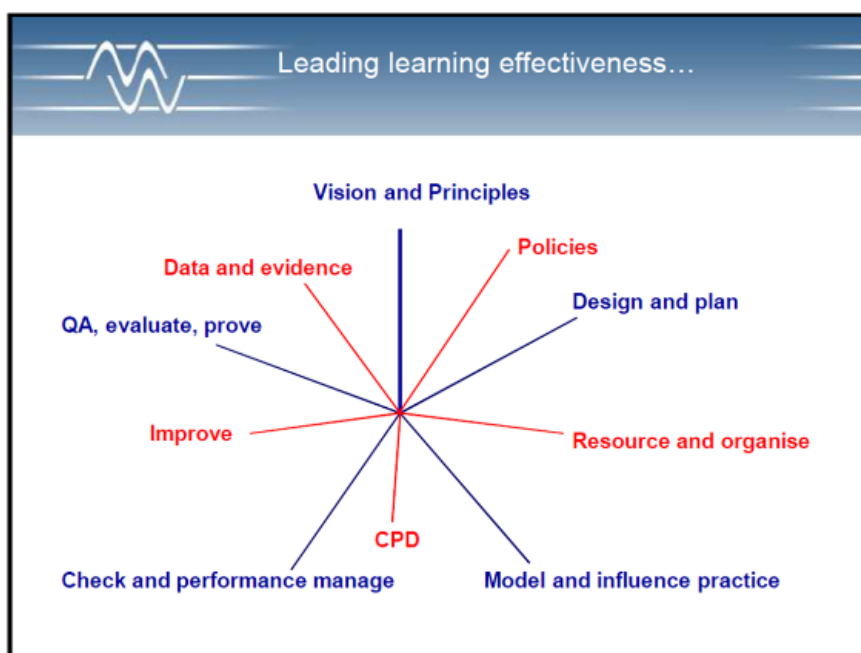 Leading learning effectiveness…
Vision and Principles
Policies
Data and evidence
Design and plan
QA, evaluate, prove
Improve
Resource and organise
CPD
Check and performance manage
Model and influence practice